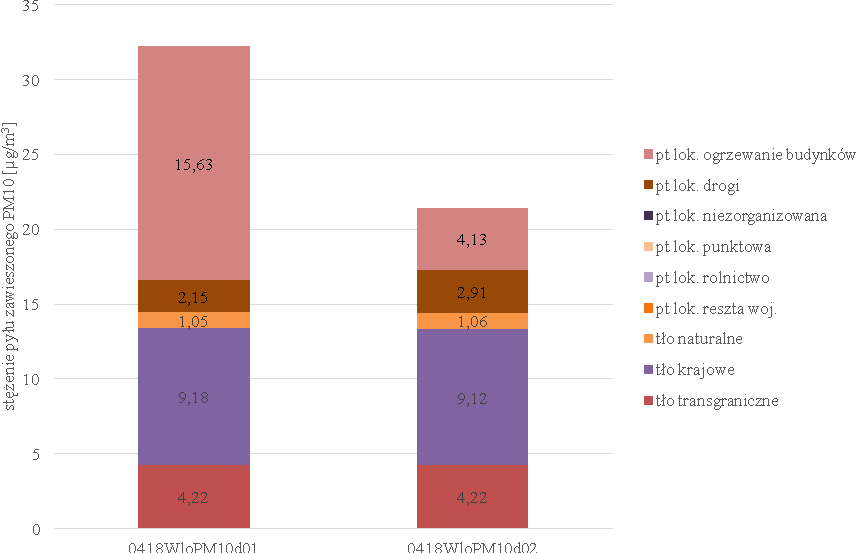 35
30
25
20
15
10
5
0
stężenie pyłu zawieszonego PM10 [µg/m³]
15,63
2,15
1,05
9,18
4,22
4,13
2,91
1,06
9,12
4,22
0418WloPM10d01
0418WloPM10d02
pt lok. ogrzewanie budynków
pt lok. drogi
pt lok. niezorganizowana
pt lok. punktowa
pt lok. rolnictwo
pt lok. reszta woj.
tło naturalne
tło krajowe
tło transgraniczne